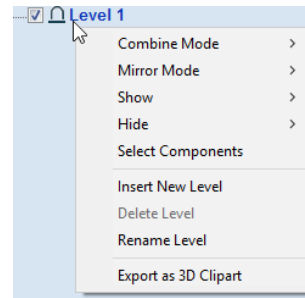 Level 1
Combine Mode
Mirror Mode
Show
Hide
Select Components
Insert New Level
Delete Level
Rename Level
Export as 3D Clipart